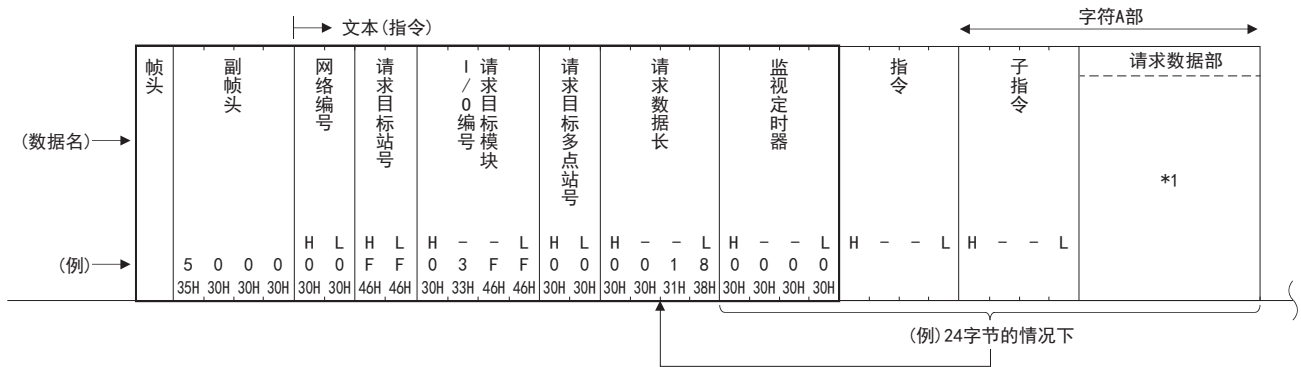 字符A部
文本(指令)
帧头
副帧头
网络编号
请求目标站号
请求目标模块
I/O编号
请求目标多点站号
请求数据长
监视定时器
指令
子指令
请求数据部
(数据名)
*1
H L H L H - - L H L H - - L H - - L H - - L H - - L
(例) 5 0 0 0 0 0 F F 0 3 F F 0 0 0 0 1 8 0 0 0 0
35H 30H 30H 30H 30H 30H 46H 46H 30H 33H 46H 46H 30H 30H 30H 30H 31H 38H 30H 30H 30H 30H
(例)24字节的情况下